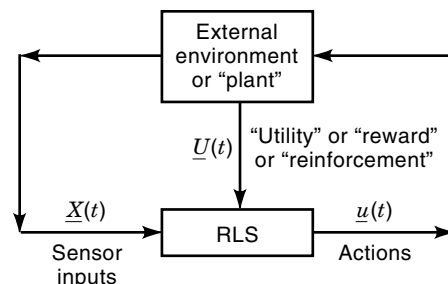 External
environment
or “plant”
U(t)
“Utility” or “reward”
or “reinforcement”
X(t)
Sensor
inputs
RLS
u(t)
Actions